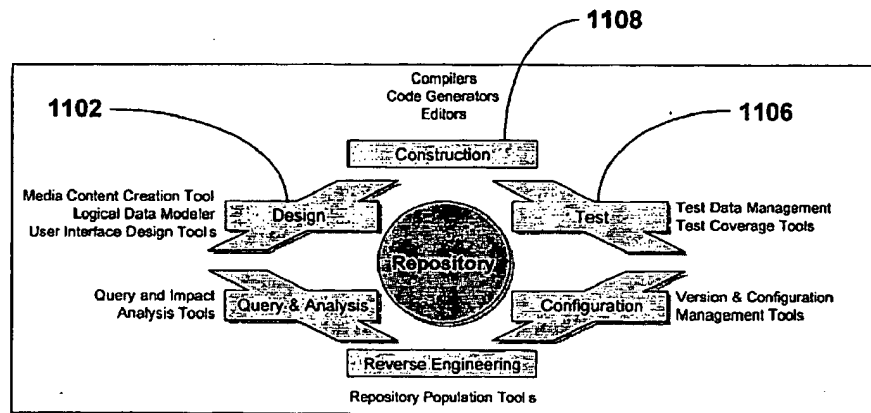 1108
Compilers
Code Generators
Editors
1102
1106
Construction
Media Content Creation Tool
Logical Data Modeler
User Interface Design Tools
Design
Test
Test Data Management
Test Coverage Tools
Repository
Query and Impact
Analysis Tools
Query & Analysis
Configuration
Version & Configuration
Management Tools
Reverse Engineering
Repository Population Tools